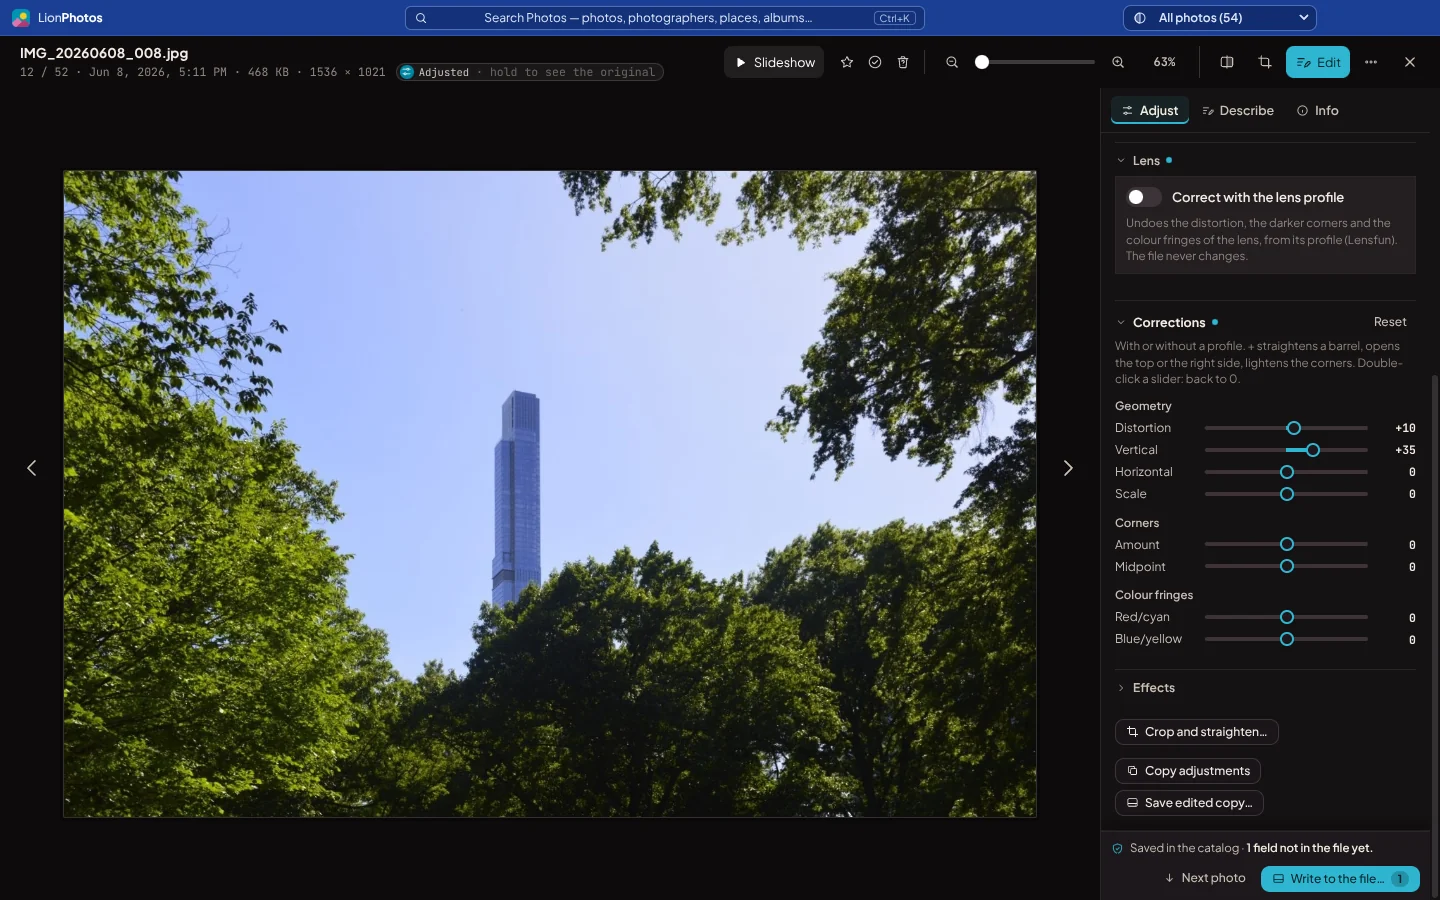 LionPhotos
Search Photos — photos, photographers, places, albums...
Ctrl+K
All photos (54)
IMG_20260608_008.jpg
12 / 52 · Jun 8, 2026, 5:11 PM · 468 KB · 1536 × 1021
Adjusted · hold to see the original
Slideshow
63%
Edit
Adjust
Describe
Info
Lens
Correct with the lens profile
Undoes the distortion, the darker corners and the
colour fringes of the lens, from its profile (Lensfun).
The file never changes.
Corrections
Reset
With or without a profile. + straightens a barrel, opens
the top or the right side, lightens the corners. Double-
click a slider: back to 0.
Geometry
Distortion +10
Vertical +35
Horizontal 0
Scale 0
Corners
Amount 0
Midpoint 0
Colour fringes
Red/cyan 0
Blue/yellow 0
Effects
Crop and straighten...
Copy adjustments
Save edited copy...
Saved in the catalog · 1 field not in the file yet.
Next photo
Write to the file... 1